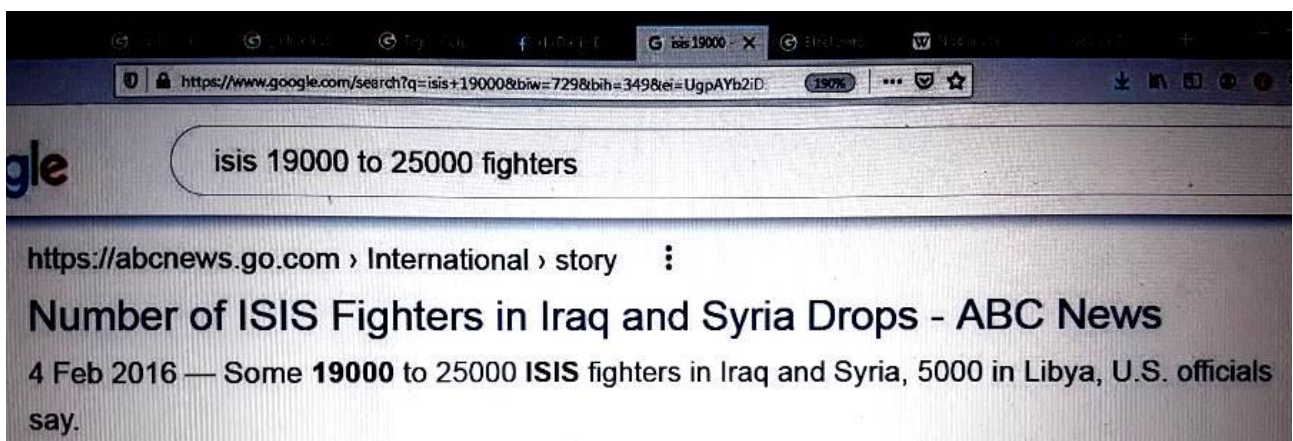 isis 19000 -
https://www.google.com/search?q=isis+19000&biw=729&bih=349&ei=UgpAYb2iD
190%
gle
isis 19000 to 25000 fighters
https://abcnews.go.com › International › story
Number of ISIS Fighters in Iraq and Syria Drops - ABC News
4 Feb 2016 — Some 19000 to 25000 ISIS fighters in Iraq and Syria, 5000 in Libya, U.S. officials
say.